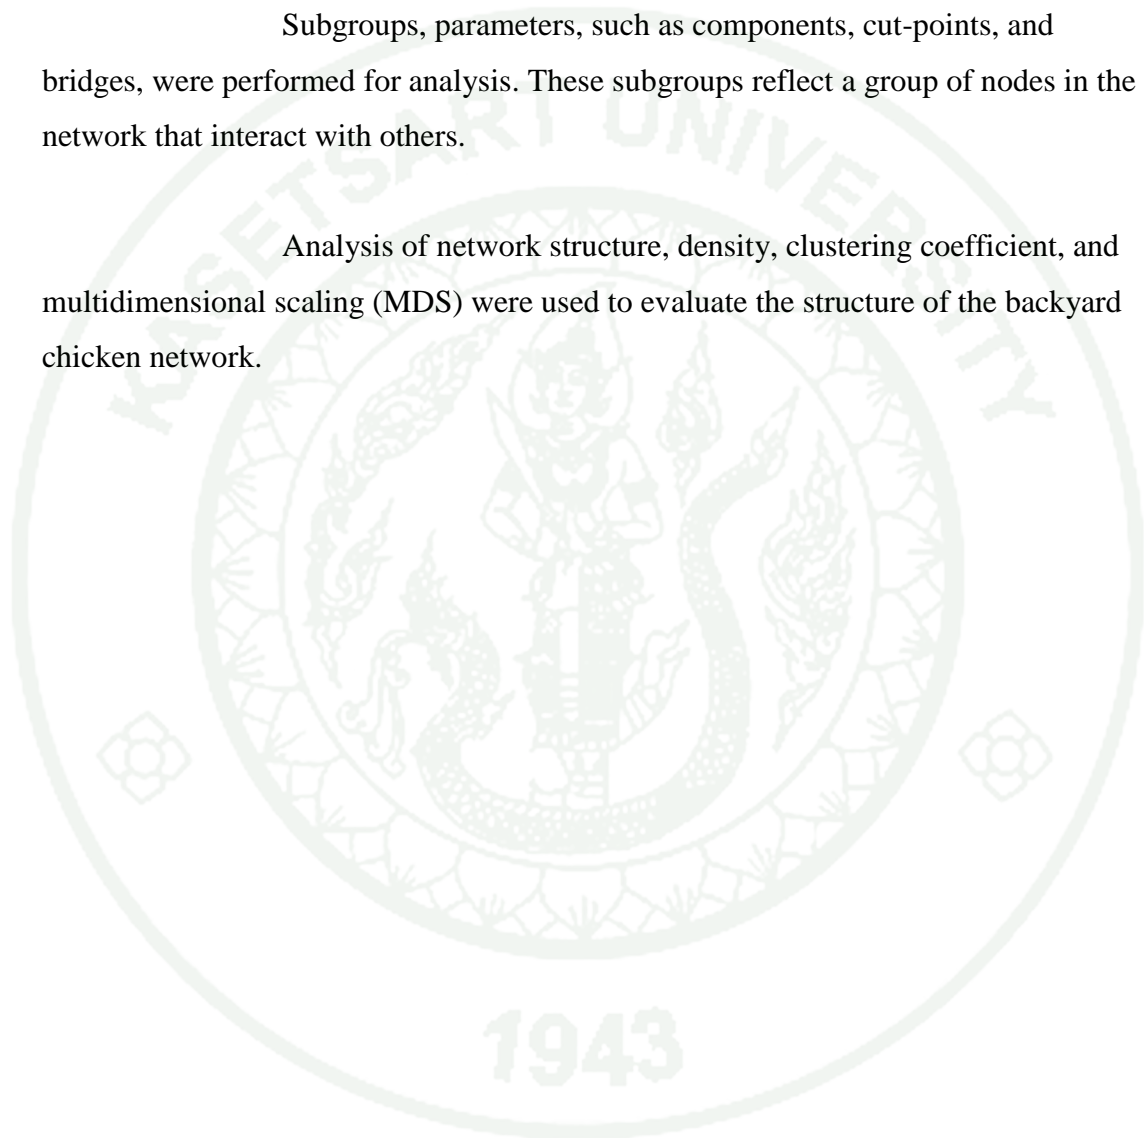 Subgroups, parameters, such as components, cut-points, and
bridges, were performed for analysis. These subgroups reflect a group of nodes in the
network that interact with others.
Analysis of network structure, density, clustering coefficient, and
multidimensional scaling (MDS) were used to evaluate the structure of the backyard
chicken network.
KASETSART UNIVERSITY
1943